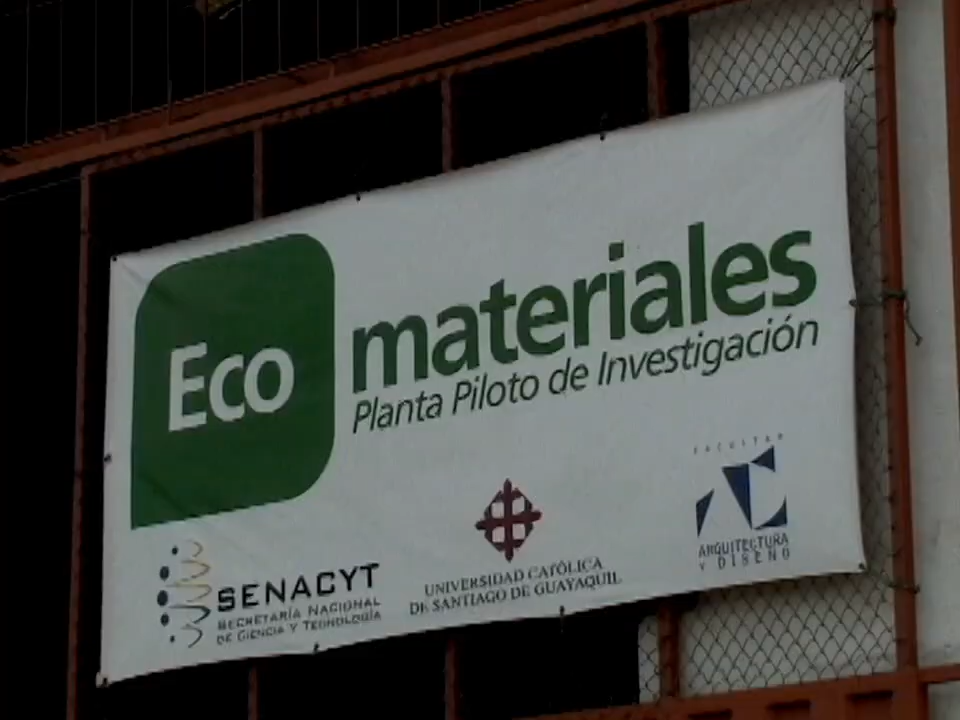 Eco materiales
Planta Piloto de Investigación
SENACYT
SECRETARÍA NACIONAL
DE CIENCIA Y TECNOLOGÍA
UNIVERSIDAD CATÓLICA
DE SANTIAGO DE GUAYAQUIL
FACULTAD
ARQUITECTURA
Y DISEÑO